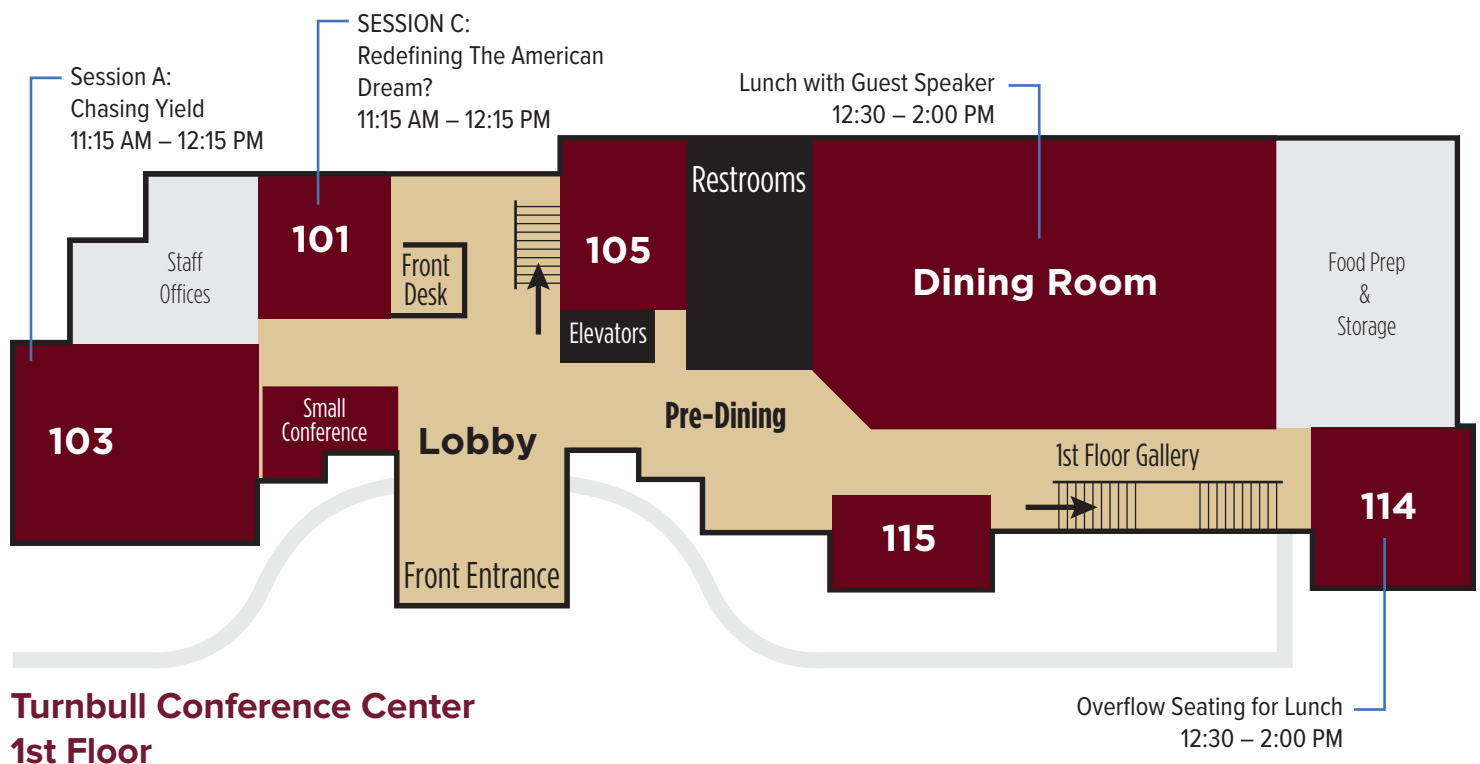 SESSION C:
Redefining The American
Dream?
11:15 AM – 12:15 PM
Session A:
Chasing Yield
11:15 AM – 12:15 PM
Lunch with Guest Speaker
12:30 – 2:00 PM
Restrooms
101
105
Staff
Offices
Front
Desk
Dining Room
Food Prep
&
Storage
Elevators
103
Small
Conference
Lobby
Pre-Dining
1st Floor Gallery
114
115
Front Entrance
Turnbull Conference Center
1st Floor
Overflow Seating for Lunch
12:30 – 2:00 PM